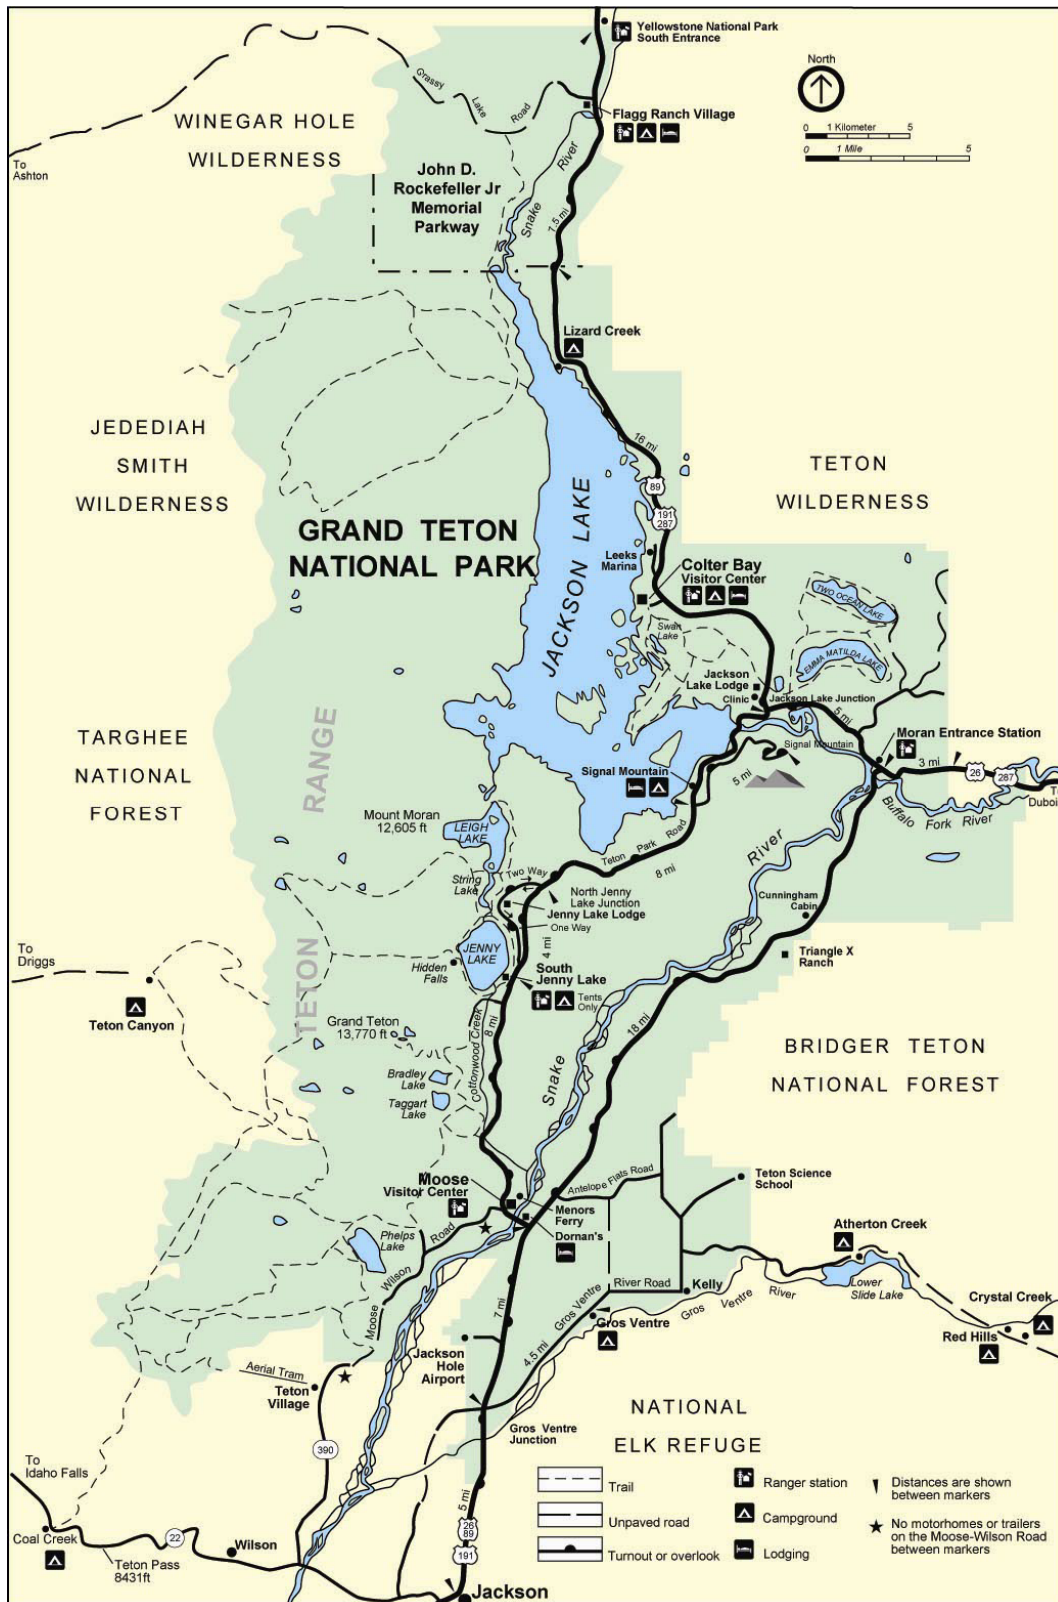 Yellowstone National Park
South Entrance
North
Grassy
Lake
Road
Flagg Ranch Village
0 1 Kilometer 5
0 1 Mile 5
WINEGAR HOLE
WILDERNESS
To
Ashton
River
Snake
John D.
Rockefeller Jr
Memorial
Parkway
7.5 mi
Lizard Creek
JEDEDIAH
SMITH
WILDERNESS
16 mi
TETON
WILDERNESS
89
191
287
GRAND TETON
NATIONAL PARK
JACKSON LAKE
Leeks
Marina
Colter Bay
Visitor Center
TWO OCEAN LAKE
Swan
Lake
EMMA MATILDA LAKE
Jackson
Lake Lodge
Clinic
Jackson Lake Junction
5 mi
TARGHEE
NATIONAL
FOREST
RANGE
Moran Entrance Station
Signal Mountain
Signal Mountain
5 mi
3 mi
26
287
To
Duboi
Buffalo
Fork River
Mount Moran
12,605 ft
LEIGH
LAKE
River
Teton Park Road
8 mi
String
Lake
Two Way
North Jenny
Lake Junction
Jenny Lake Lodge
One Way
Cunningham
Cabin
JENNY
LAKE
4 mi
To
Driggs
Hidden
Falls
Triangle X
Ranch
South
Jenny Lake
Tents
Only
TETON
Teton Canyon
Grand Teton
13,770 ft
8 mi
18 mi
Cottonwood Creek
Snake
BRIDGER TETON
NATIONAL FOREST
Bradley
Lake
Taggart
Lake
Moose
Visitor Center
Antelope Flats Road
Teton Science
School
Menors
Ferry
Dornan's
Phelps
Lake
Moose
Wilson
Road
Atherton Creek
Lower
Slide Lake
7 mi
Gros Ventre
River Road
Kelly
Gros Ventre River
Crystal Creek
Gros Ventre
Red Hills
4.5 mi
Jackson
Hole
Airport
Aerial Tram
Teton
Village
Gros Ventre
Junction
NATIONAL
ELK REFUGE
390
To
Idaho Falls
5 mi
26
89
191
Coal Creek
22
Teton Pass
8431ft
Wilson
Jackson
Trail
Unpaved road
Turnout or overlook
Ranger station
Campground
Lodging
Distances are shown
between markers
No motorhomes or trailers
on the Moose-Wilson Road
between markers